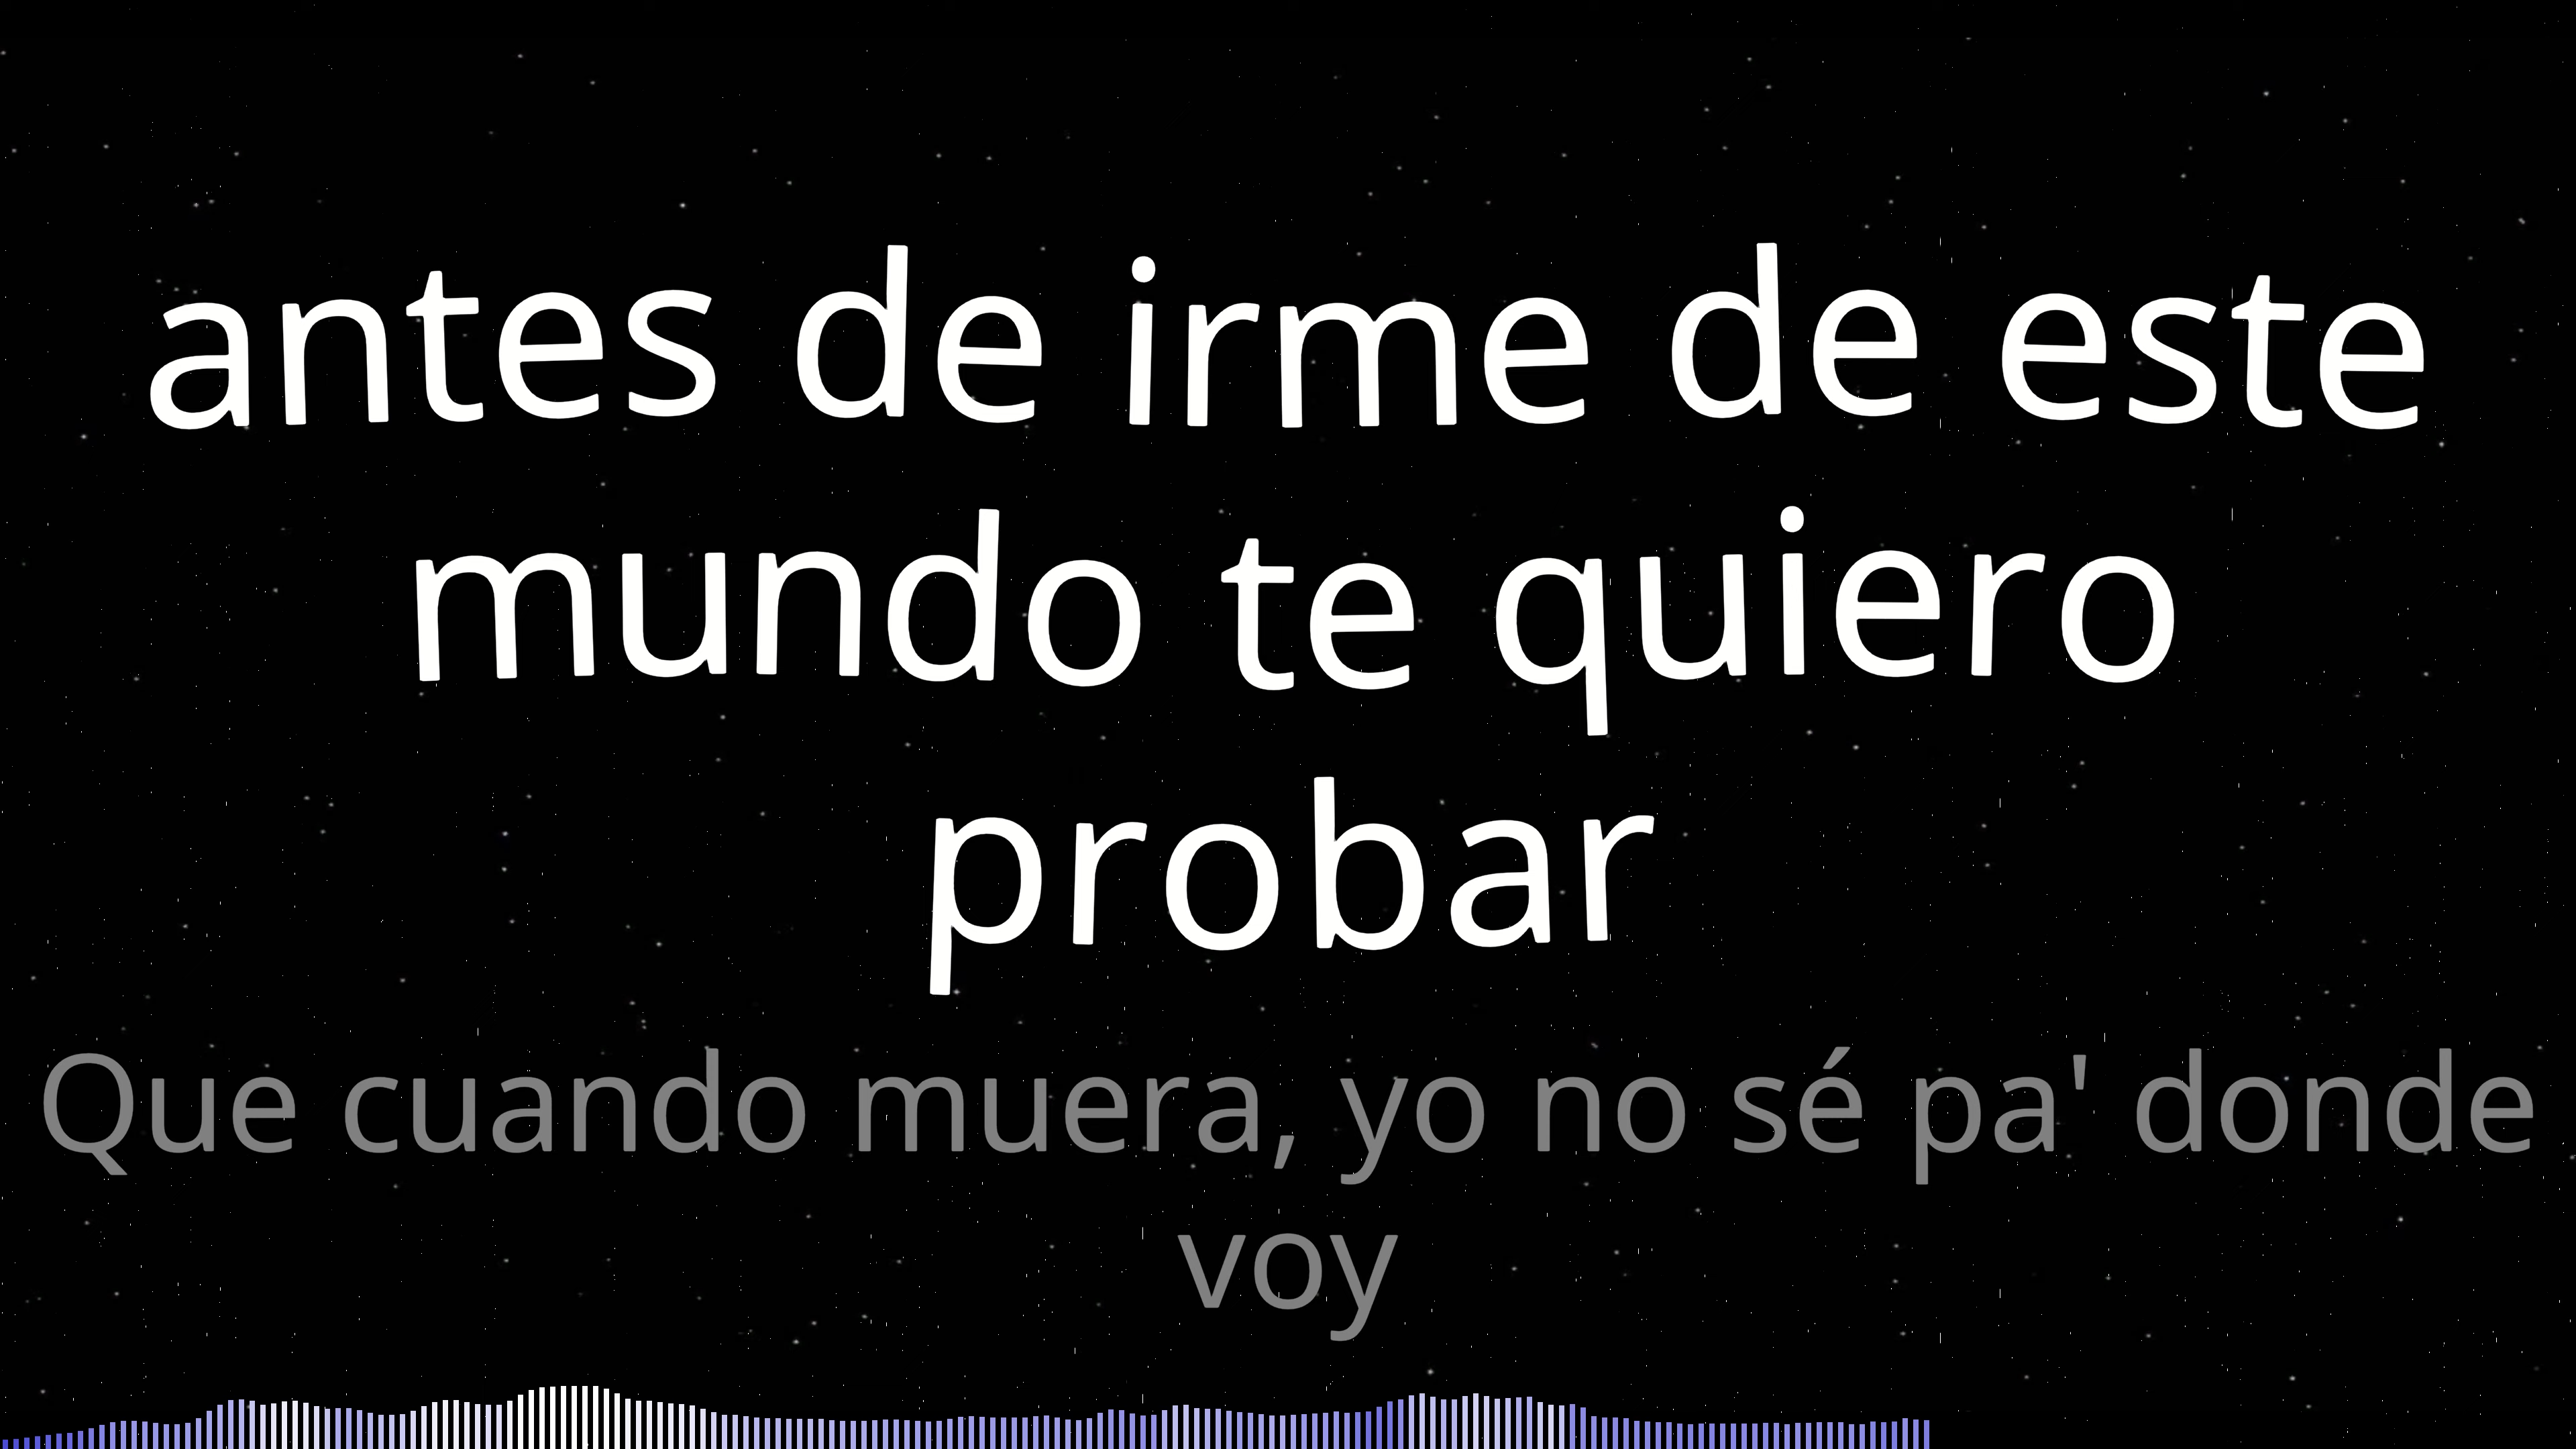 antes de irme de este
mundo te quiero
probar
Que cuando muera, yo no sé pa' donde
voy